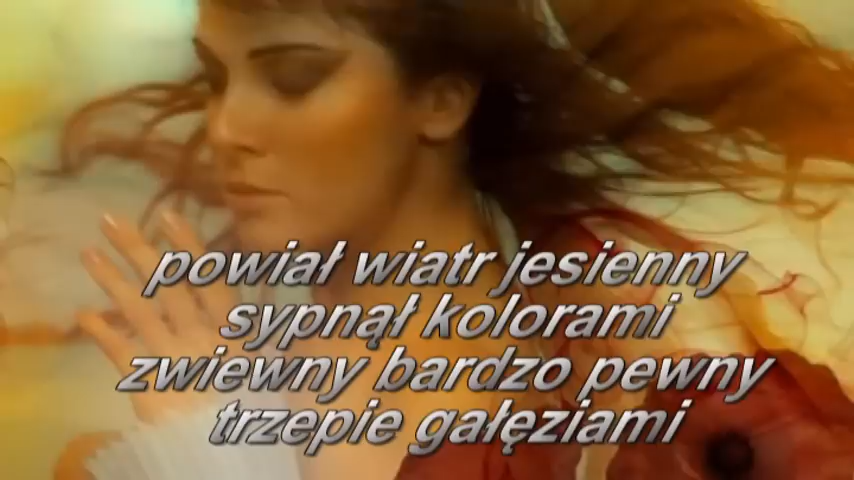 powiał wiatr jesienny
sypnął kolorami
zwiewny bardzo pewny
trzepie gałęziami